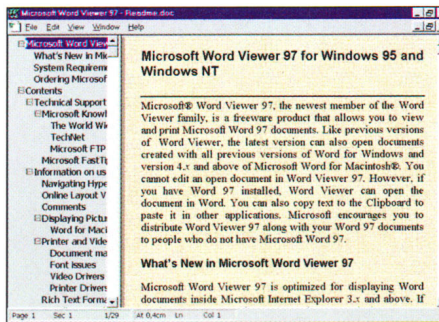 Microsoft Word Viewer 97 - Readme.doc
File Edit View Window Help
Microsoft Word View
What's New in Mic
System Requirem
Ordering Microsof
Contents
Technical Support
Microsoft Knowl
The World Wi
TechNet
Microsoft FTP
Microsoft FastTip
Information on us
Navigating Hype
Online Layout V
Comments
Displaying Pictu
Word for Maci
Printer and Vide
Document ma
Font issues
Video Drivers
Printer Drivers
Rich Text Forma
Microsoft Word Viewer 97 for Windows 95 and
Windows NT
Microsoft® Word Viewer 97, the newest member of the Word
Viewer family, is a freeware product that allows you to view
and print Microsoft Word 97 documents. Like previous versions
of Word Viewer, the latest version can also open documents
created with all previous versions of Word for Windows and
version 4.x and above of Microsoft Word for Macintosh®. You
cannot edit an open document in Word Viewer 97. However, if
you have Word 97 installed, Word Viewer can open the
document in Word. You can also copy text to the Clipboard to
paste it in other applications. Microsoft encourages you to
distribute Word Viewer 97 along with your Word 97 documents
to people who do not have Microsoft Word 97.
What's New in Microsoft Word Viewer 97
Microsoft Word Viewer 97 is optimized for displaying Word
documents inside Microsoft Internet Explorer 3.x and above. If
Page 1 Sec 1 1/29 At 0,4cm Ln Col 1